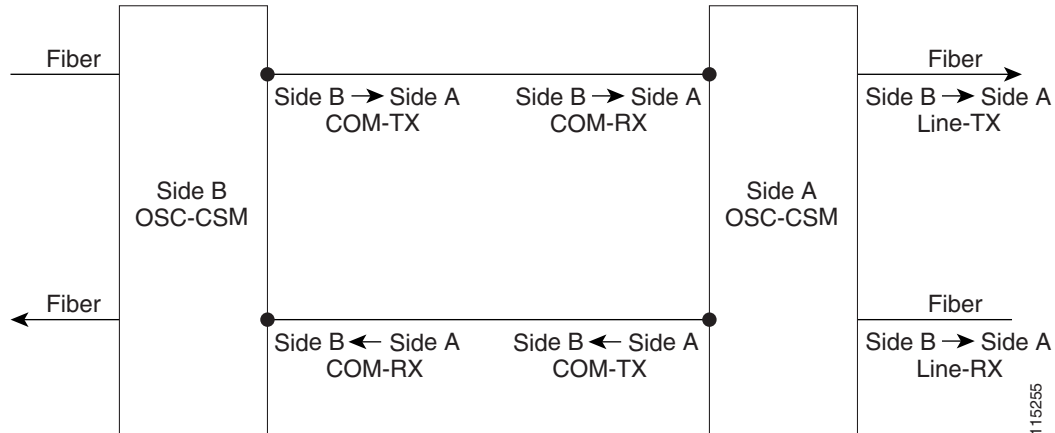 Fiber
Fiber
Side B → Side A
COM-TX
Side B → Side A
COM-RX
Side B → Side A
Line-TX
Side B
OSC-CSM
Side A
OSC-CSM
Fiber
Fiber
Side B ← Side A
COM-RX
Side B ← Side A
COM-TX
Side B → Side A
Line-RX
115255